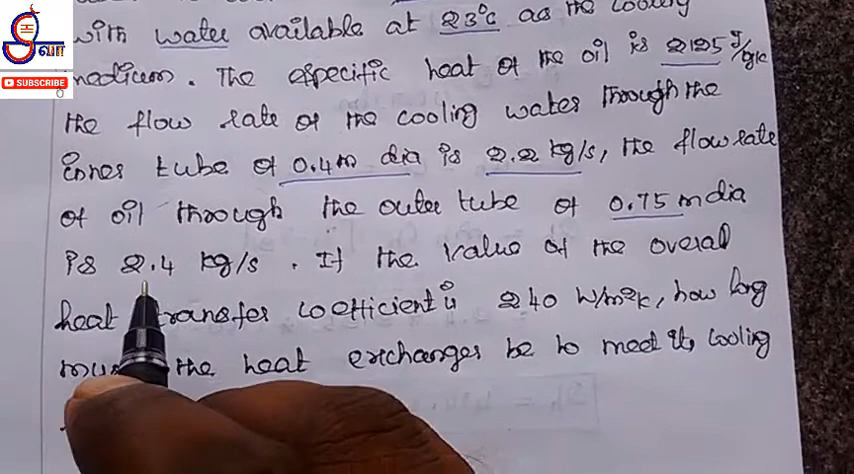 with water available at 23°c as the cooling
medium. The specific heat of the oil is 2125 J/kgk
the flow rate of the cooling water through the
inner tube of 0.4m dia is 2.2 kg/s, the flow rate
of oil through the outer tube of 0.75 m dia
is 2.4 kg/s. If the value of the overal
heat transfer coefficient is 240 W/m2k, how long
must the heat exchanger be to meet its cooling
சிவா
SUBSCRIBE